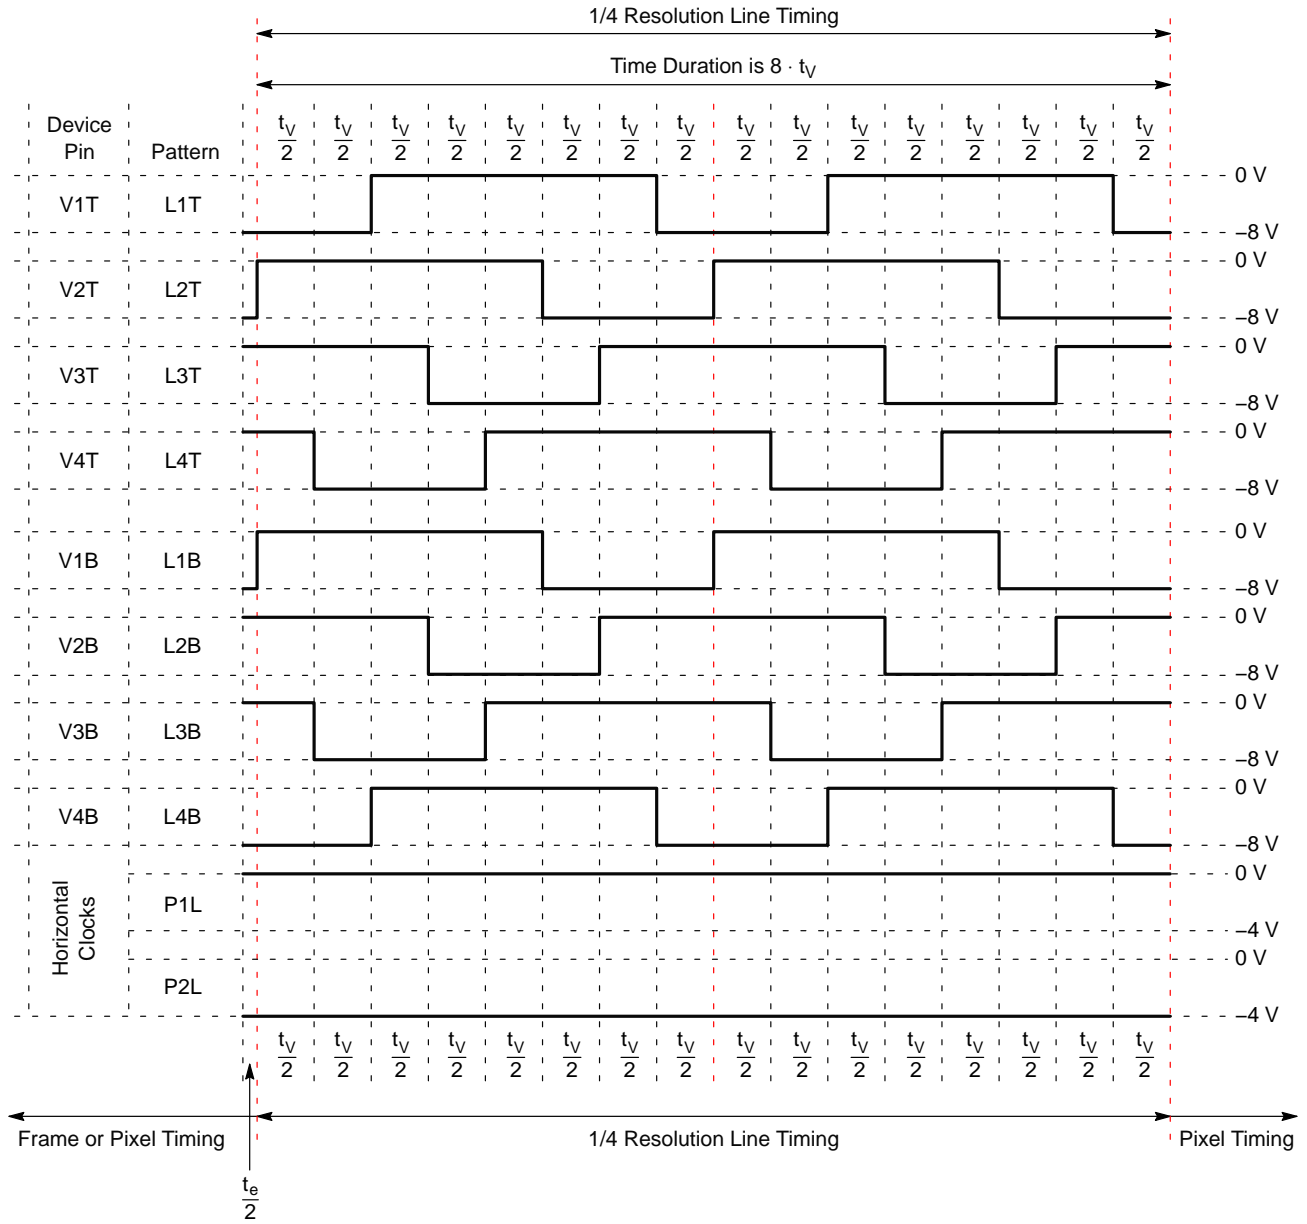 1/4 Resolution Line Timing
Time Duration is 8 · tV
Device Pin Pattern
tV/2 tV/2 tV/2 tV/2 tV/2 tV/2 tV/2 tV/2 tV/2 tV/2 tV/2 tV/2 tV/2 tV/2 tV/2 tV/2
0 V
V1T L1T
–8 V
0 V
V2T L2T
–8 V
0 V
V3T L3T
–8 V
0 V
V4T L4T
–8 V
0 V
V1B L1B
–8 V
0 V
V2B L2B
–8 V
0 V
V3B L3B
–8 V
0 V
V4B L4B
–8 V
Horizontal Clocks
0 V
P1L
–4 V
0 V
P2L
–4 V
tV/2 tV/2 tV/2 tV/2 tV/2 tV/2 tV/2 tV/2 tV/2 tV/2 tV/2 tV/2 tV/2 tV/2 tV/2 tV/2
Frame or Pixel Timing 1/4 Resolution Line Timing Pixel Timing
te/2